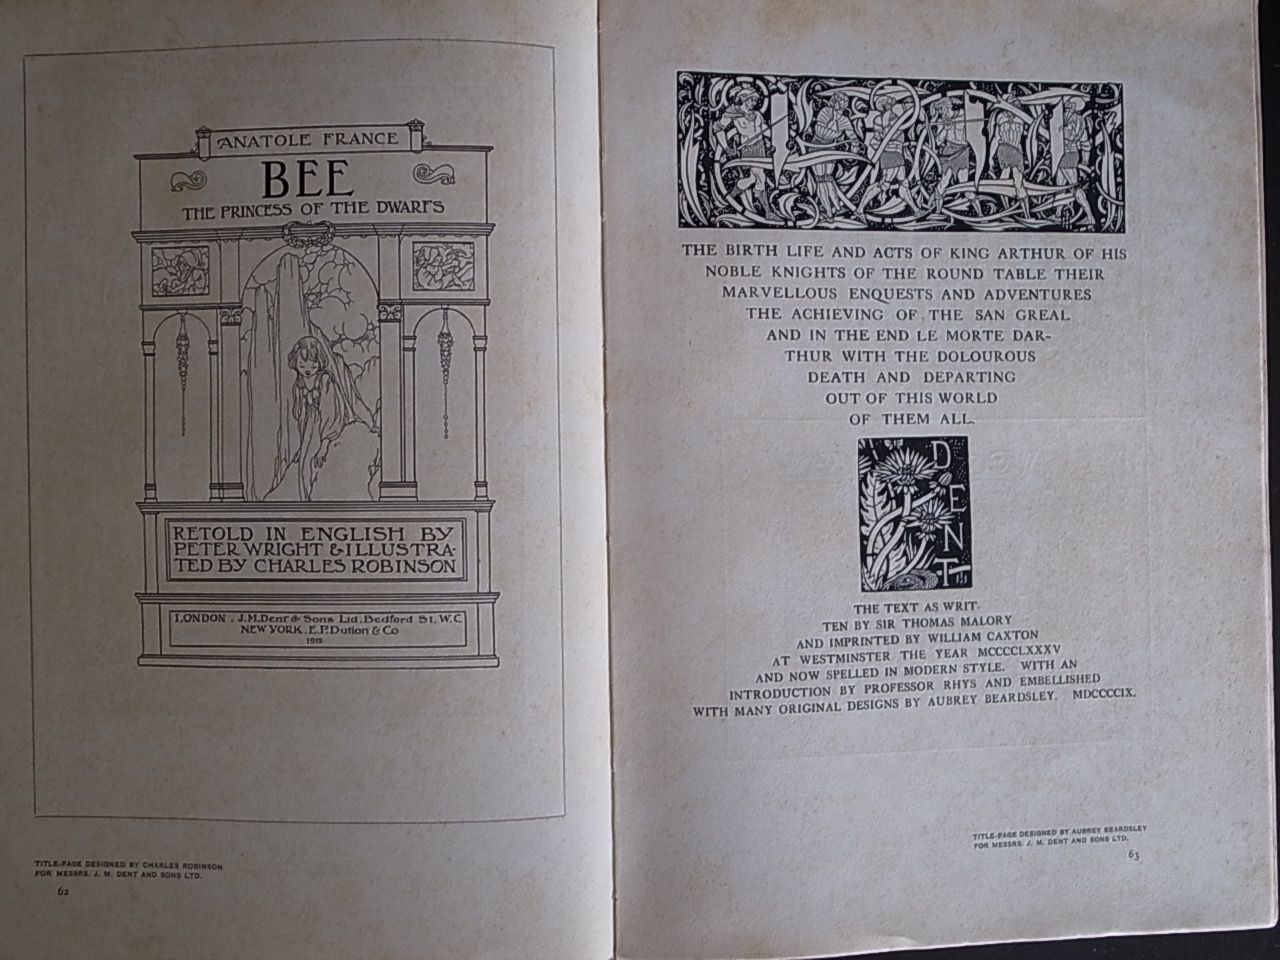 ANATOLE FRANCE
BEE
THE PRINCESS OF THE DWARFS
RETOLD IN ENGLISH BY
PETER WRIGHT & ILLUSTRA-
TED BY CHARLES ROBINSON
LONDON . J.M.Dent & Sons Ltd. Bedford St. W.C
NEW YORK. E.P.Dutton & Co
1912
TITLE-PAGE DESIGNED BY CHARLES ROBINSON
FOR MESSRS. J. M. DENT AND SONS LTD.
62
THE BIRTH LIFE AND ACTS OF KING ARTHUR OF HIS
NOBLE KNIGHTS OF THE ROUND TABLE THEIR
MARVELLOUS ENQUESTS AND ADVENTURES
THE ACHIEVING OF THE SAN GREAL
AND IN THE END LE MORTE DAR-
THUR WITH THE DOLOUROUS
DEATH AND DEPARTING
OUT OF THIS WORLD
OF THEM ALL.
DENT
THE TEXT AS WRIT-
TEN BY SIR THOMAS MALORY
AND IMPRINTED BY WILLIAM CAXTON
AT WESTMINSTER THE YEAR MCCCCLXXXV
AND NOW SPELLED IN MODERN STYLE. WITH AN
INTRODUCTION BY PROFESSOR RHYS AND EMBELLISHED
WITH MANY ORIGINAL DESIGNS BY AUBREY BEARDSLEY. MDCCCCIX.
TITLE-PAGE DESIGNED BY AUBREY BEARDSLEY
FOR MESSRS. J. M. DENT AND SONS LTD.
63